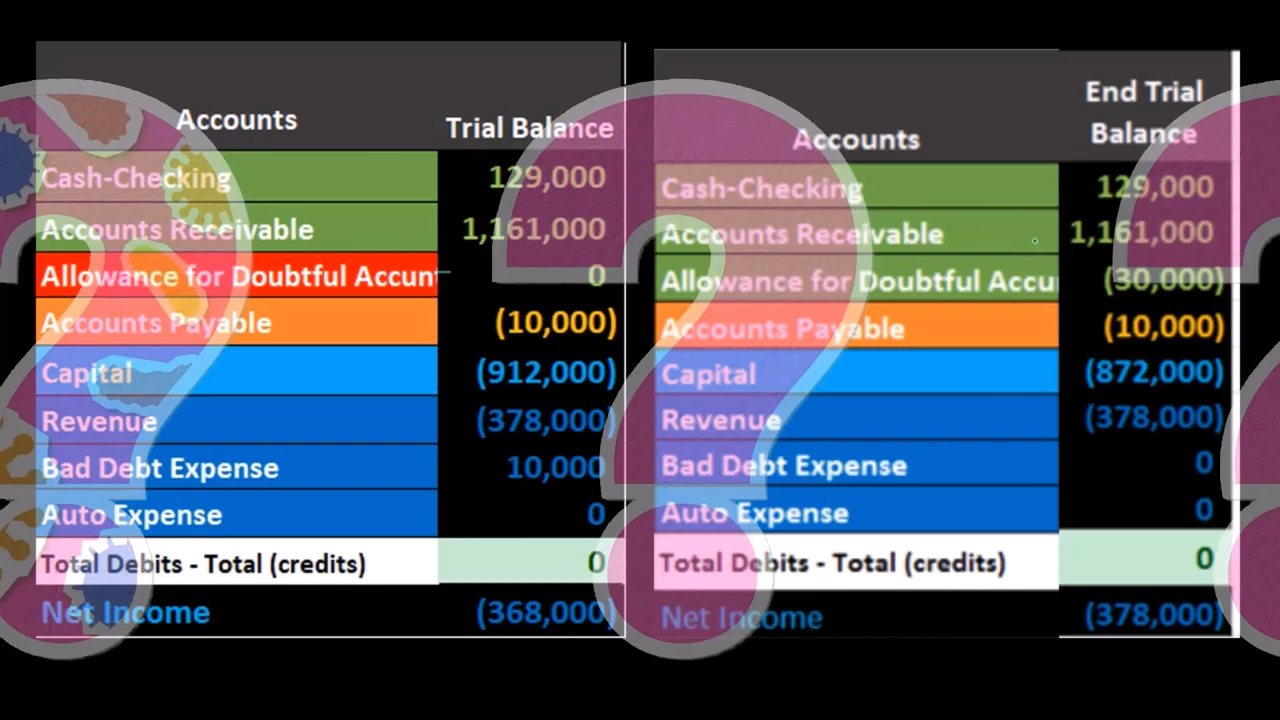 Accounts Trial Balance
Cash-Checking 129,000
Accounts Receivable 1,161,000
Allowance for Doubtful Accun 0
Accounts Payable (10,000)
Capital (912,000)
Revenue (378,000)
Bad Debt Expense 10,000
Auto Expense 0
Total Debits - Total (credits) 0
Net Income (368,000)
End Trial
Accounts Balance
Cash-Checking 129,000
Accounts Receivable 1,161,000
Allowance for Doubtful Accu (30,000)
Accounts Payable (10,000)
Capital (872,000)
Revenue (378,000)
Bad Debt Expense 0
Auto Expense 0
Total Debits - Total (credits) 0
Net Income (378,000)